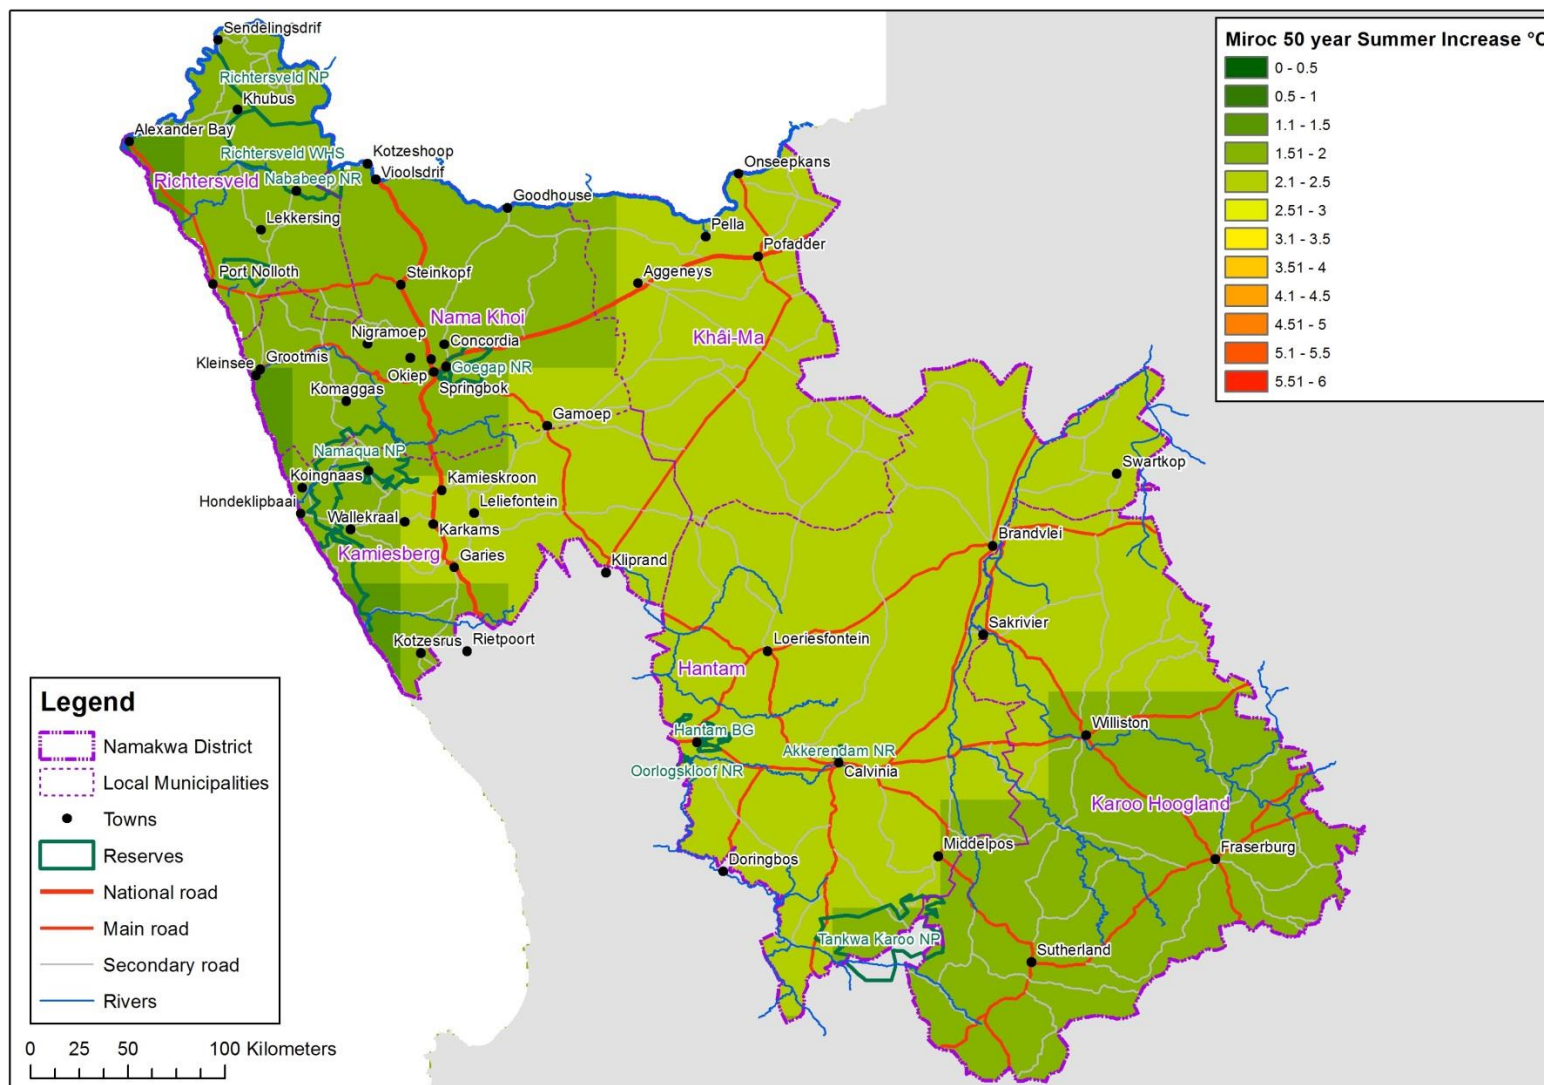 Miroc 50 year Summer Increase °C
0 - 0.5
0.5 - 1
1.1 - 1.5
1.51 - 2
2.1 - 2.5
2.51 - 3
3.1 - 3.5
3.51 - 4
4.1 - 4.5
4.51 - 5
5.1 - 5.5
5.51 - 6
Sendelingsdrif
Richtersveld NP
Khubus
Alexander Bay
Richtersveld WHS
Kotzeshoop
Richtersveld
Nababeep NR
Vioolsdrif
Onseepkans
Goodhouse
Lekkersing
Pella
Pofadder
Port Nolloth
Steinkopf
Aggeneys
Nama Khoi
Nigramoep
Concordia
Khâi-Ma
Kleinsee
Grootmis
Okiep
Goegap NR
Komaggas
Springbok
Gamoep
Namaqua NP
Koingnaas
Kamieskroon
Swartkop
Hondeklipbaai
Leliefontein
Wallekraal
Karkams
Brandvlei
Kamiesberg
Garies
Kliprand
Sakrivier
Kotzesrus
Rietpoort
Loeriesfontein
Hantam
Hantam BG
Williston
Akkerendam NR
Oorlogskloof NR
Calvinia
Karoo Hoogland
Middelpos
Fraserburg
Doringbos
Tankwa Karoo NP
Sutherland
Legend
Namakwa District
Local Municipalities
Towns
Reserves
National road
Main road
Secondary road
Rivers
0 25 50 100 Kilometers